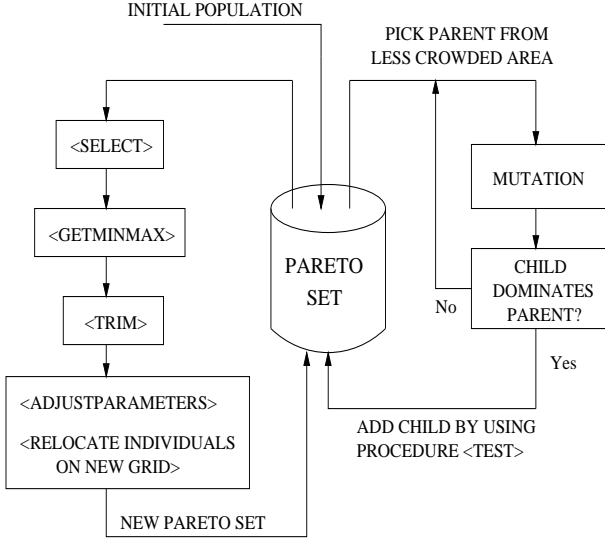 INITIAL POPULATION
PICK PARENT FROM
LESS CROWDED AREA
<SELECT>
<GETMINMAX>
<TRIM>
<ADJUSTPARAMETERS>
<RELOCATE INDIVIDUALS
ON NEW GRID>
NEW PARETO SET
PARETO
SET
MUTATION
CHILD
DOMINATES
PARENT?
No
Yes
ADD CHILD BY USING
PROCEDURE <TEST>